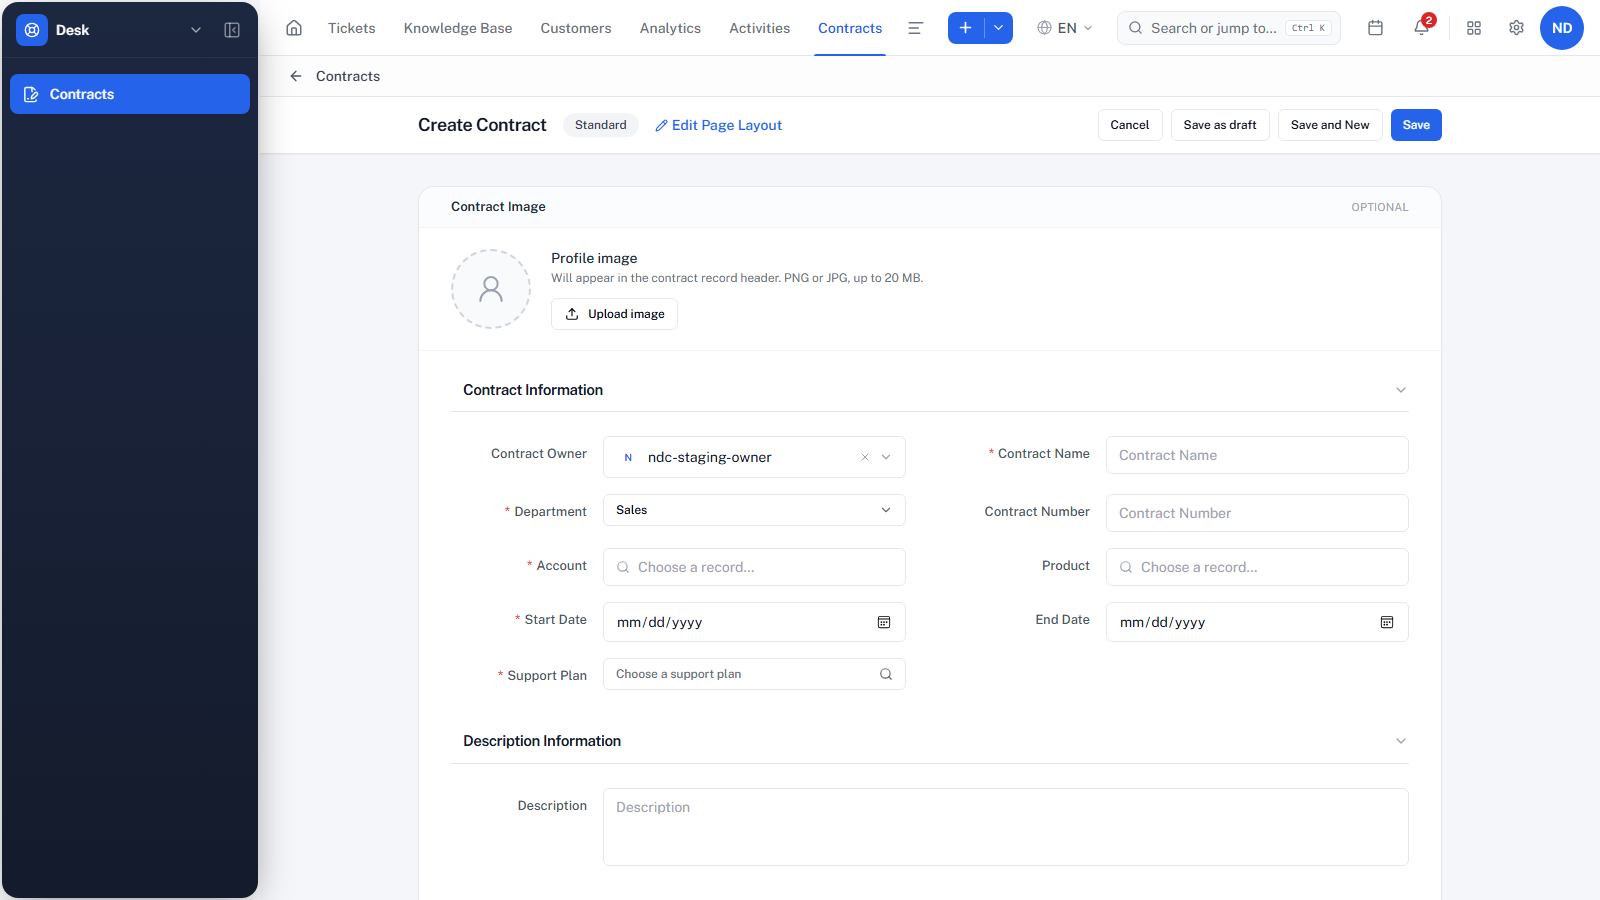 Desk
Contracts
Tickets
Knowledge Base
Customers
Analytics
Activities
Contracts
EN
Search or jump to...
Ctrl K
2
ND
Contracts
Create Contract
Standard
Edit Page Layout
Cancel
Save as draft
Save and New
Save
Contract Image
OPTIONAL
Profile image
Will appear in the contract record header. PNG or JPG, up to 20 MB.
Upload image
Contract Information
Contract Owner
N ndc-staging-owner
* Contract Name
Contract Name
* Department
Sales
Contract Number
Contract Number
* Account
Choose a record...
Product
Choose a record...
* Start Date
mm/dd/yyyy
End Date
mm/dd/yyyy
* Support Plan
Choose a support plan
Description Information
Description
Description